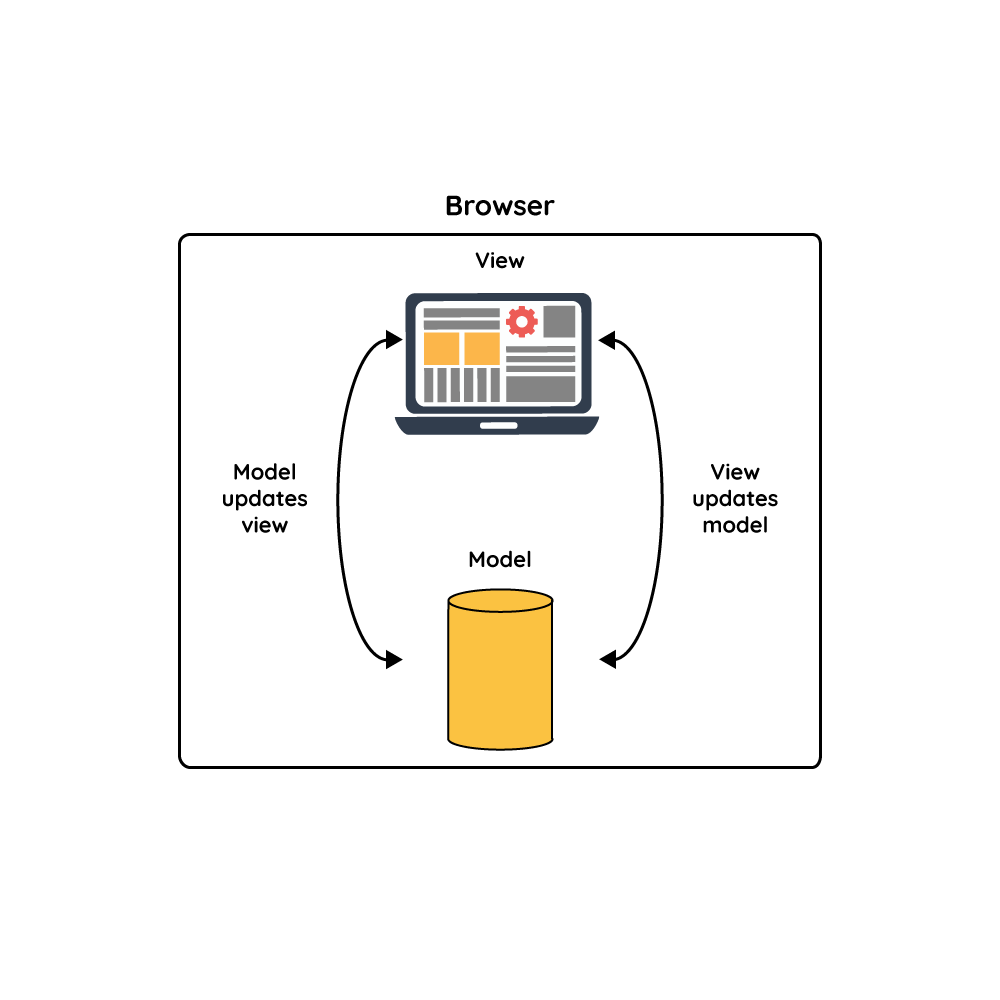 Browser
View
Model
updates
view
View
updates
model
Model